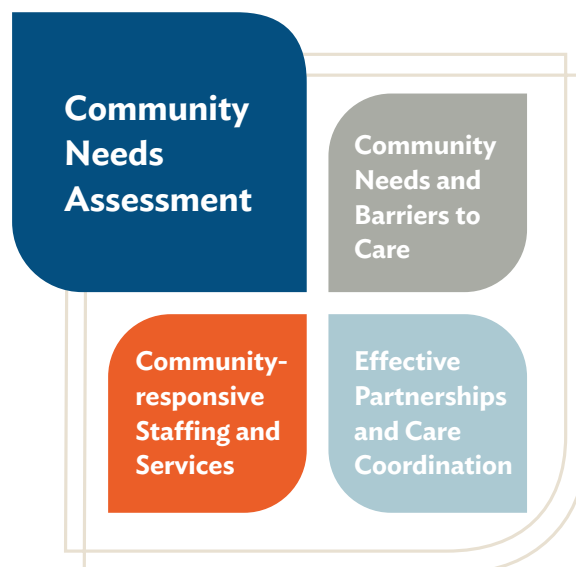 Community
Needs
Assessment
Community
Needs and
Barriers to
Care
Community-
responsive
Staffing and
Services
Effective
Partnerships
and Care
Coordination